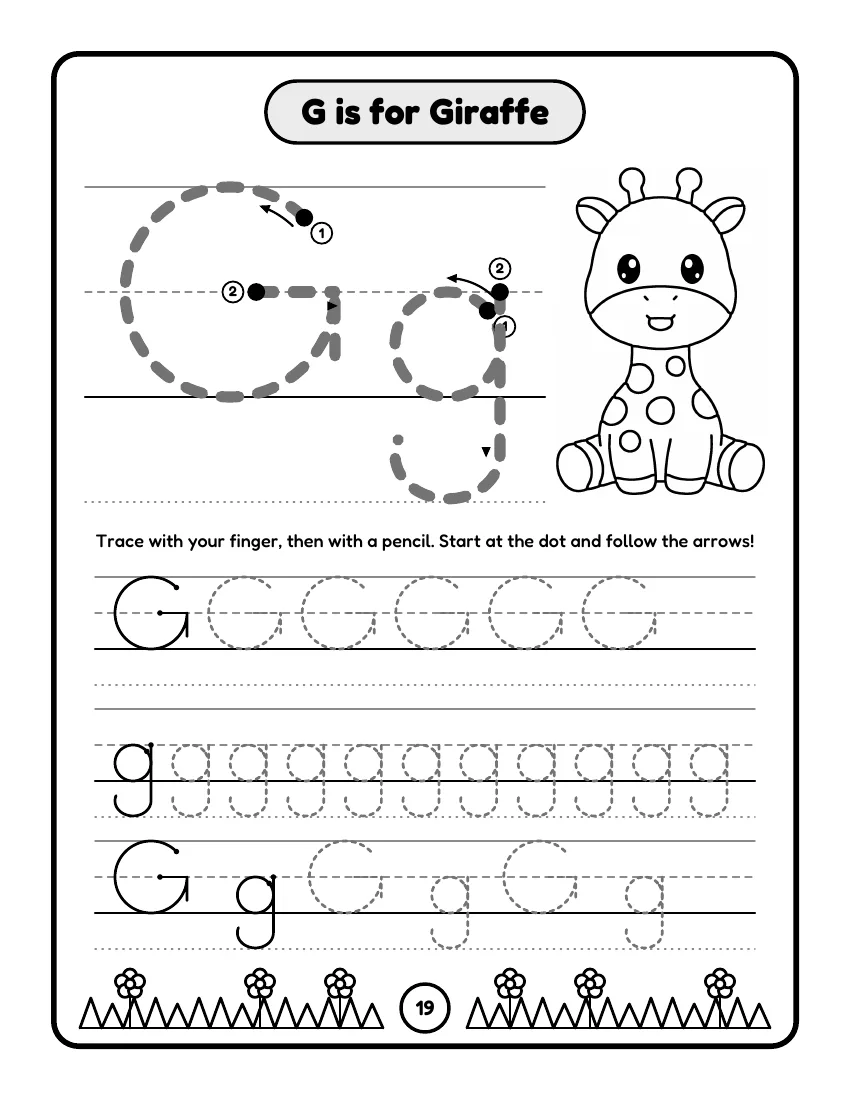 G is for Giraffe
G g
1
2
2
1
Trace with your finger, then with a pencil. Start at the dot and follow the arrows!
G G G G G G
g g g g g g g g g g g
G g G g G g
19